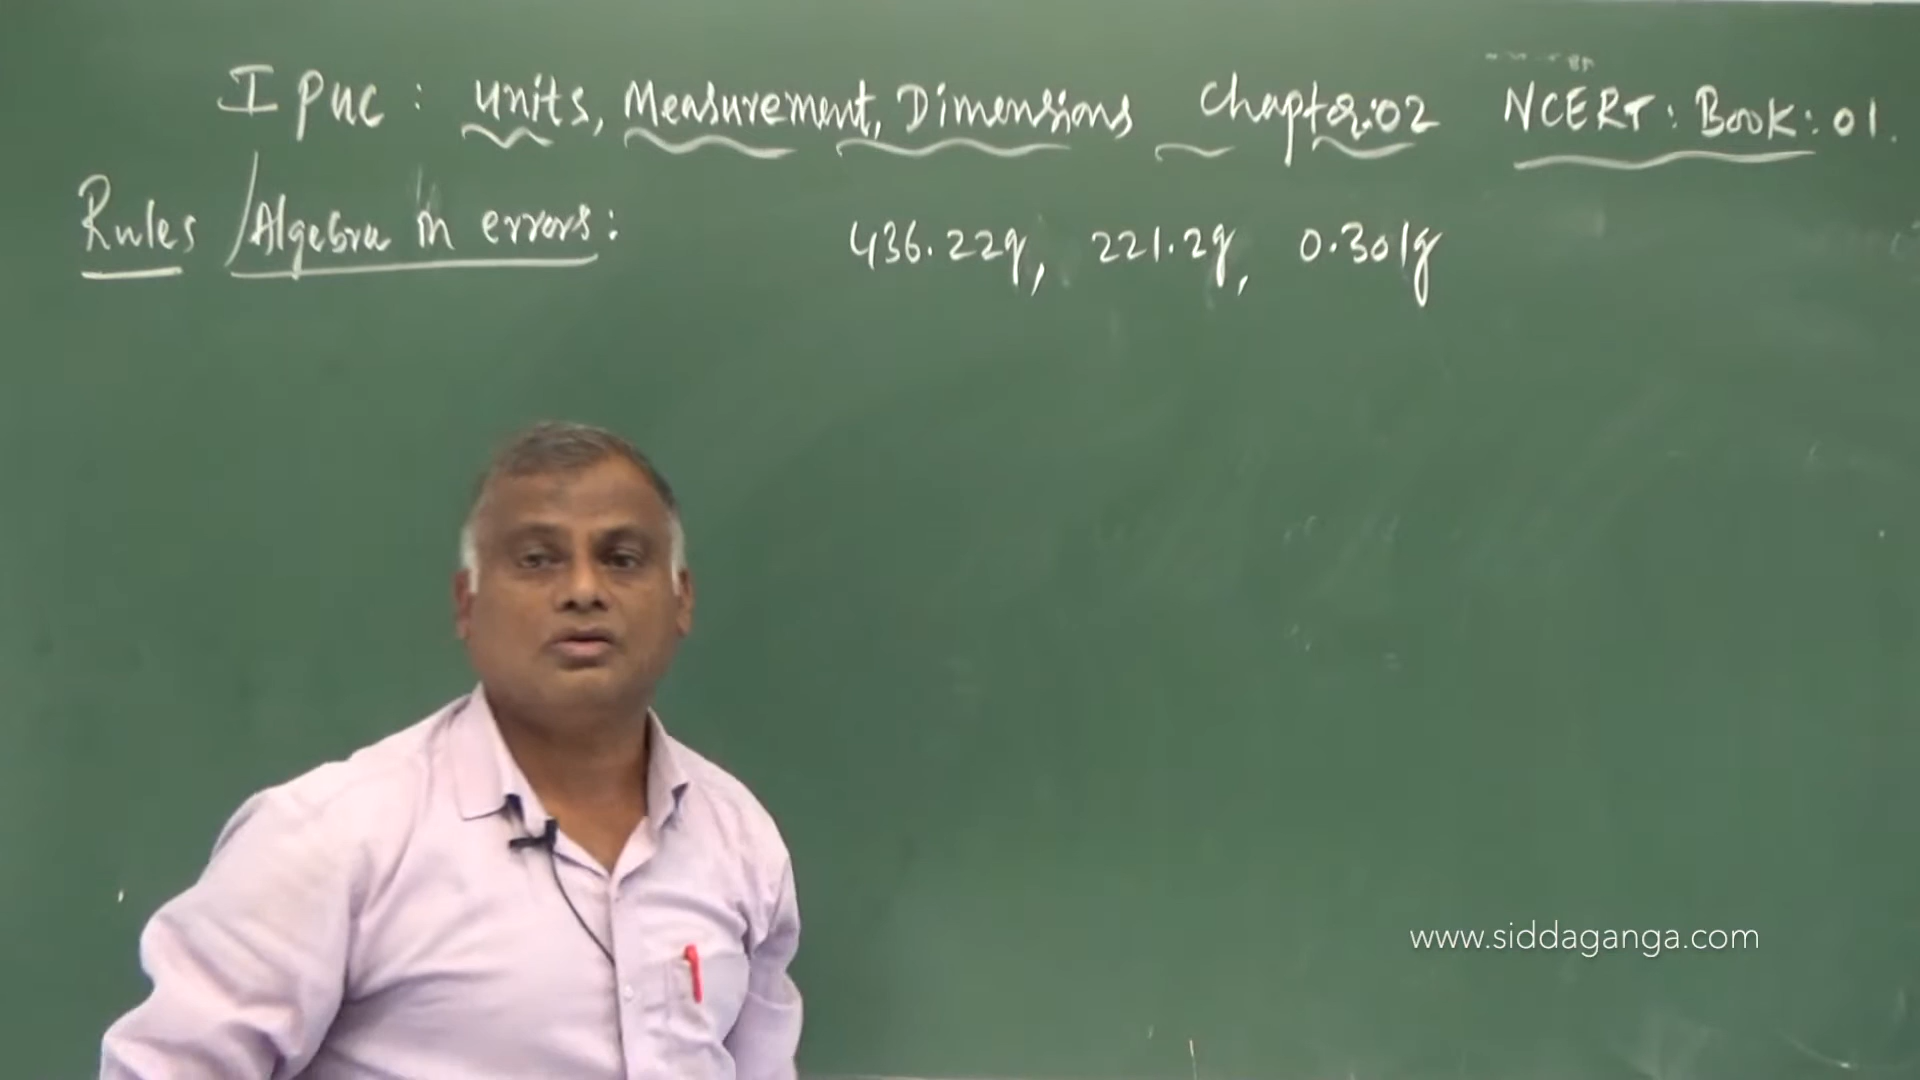 I PUC : Units, Measurement, Dimensions Chapter:02 NCERT: Book: 01.
Rules / Algebra in errors: 436.22g, 221.2g, 0.301g
www.siddaganga.com